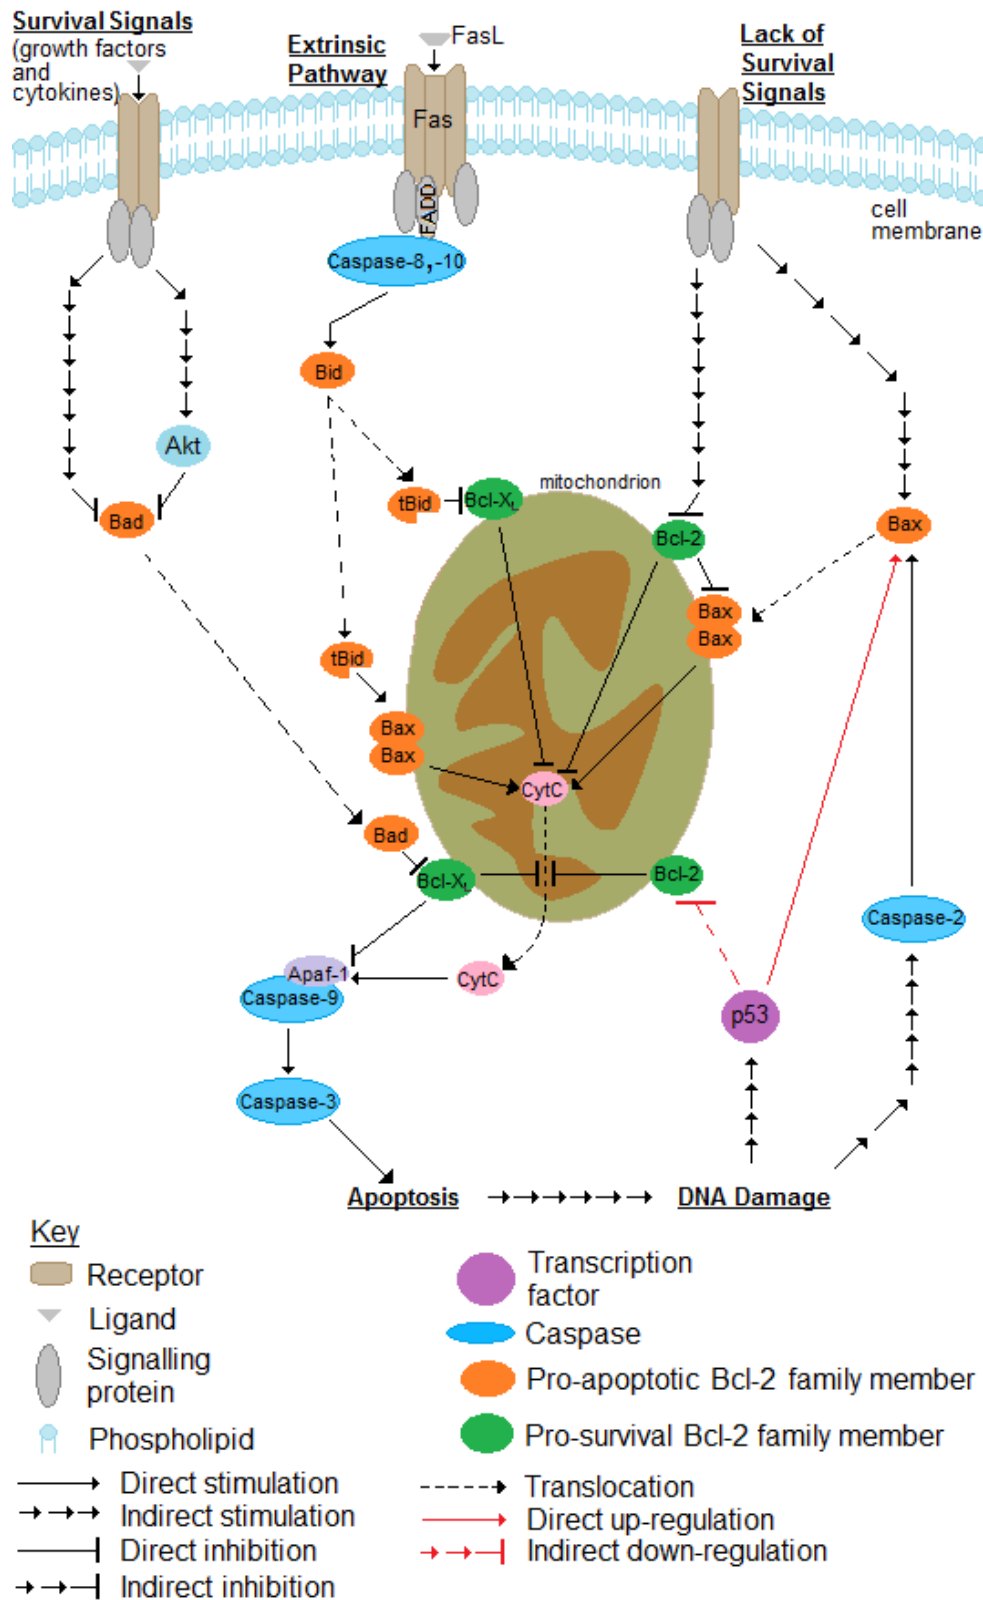 Survival Signals
(growth factors
and
cytokines)
Extrinsic
Pathway
FasL
Lack of
Survival
Signals
Fas
FADD
cell
membrane
Caspase-8,-10
Bid
Akt
tBid
Bcl-XL
mitochondrion
Bad
Bcl-2
Bax
Bax
Bax
tBid
Bax
Bax
CytC
Bad
Bcl-XL
Bcl-2
Caspase-2
Apaf-1
CytC
Caspase-9
p53
Caspase-3
Apoptosis
DNA Damage
Key
Receptor
Ligand
Signalling
protein
Phospholipid
Transcription
factor
Caspase
Pro-apoptotic Bcl-2 family member
Pro-survival Bcl-2 family member
Direct stimulation
Indirect stimulation
Direct inhibition
Indirect inhibition
Translocation
Direct up-regulation
Indirect down-regulation